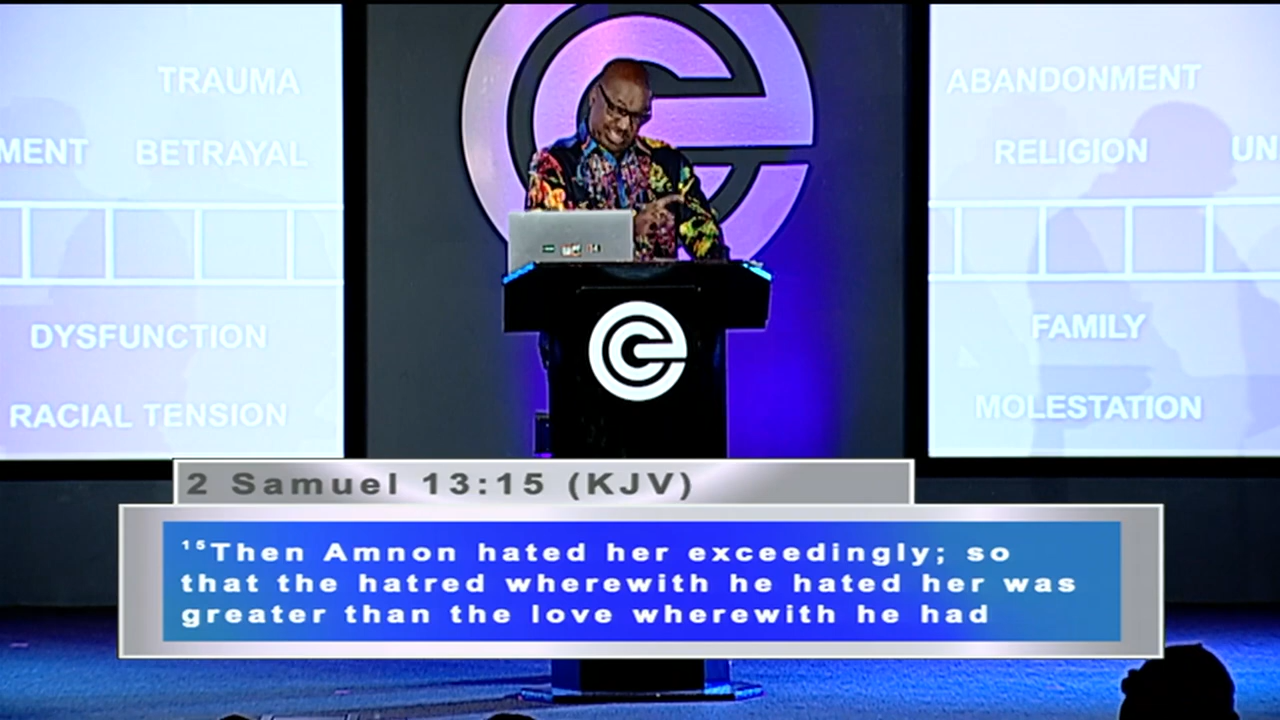 TRAUMA
MENT BETRAYAL
DYSFUNCTION
RACIAL TENSION
ABANDONMENT
RELIGION UN
FAMILY
MOLESTATION
2 Samuel 13:15 (KJV)
¹⁵Then Amnon hated her exceedingly; so
that the hatred wherewith he hated her was
greater than the love wherewith he had